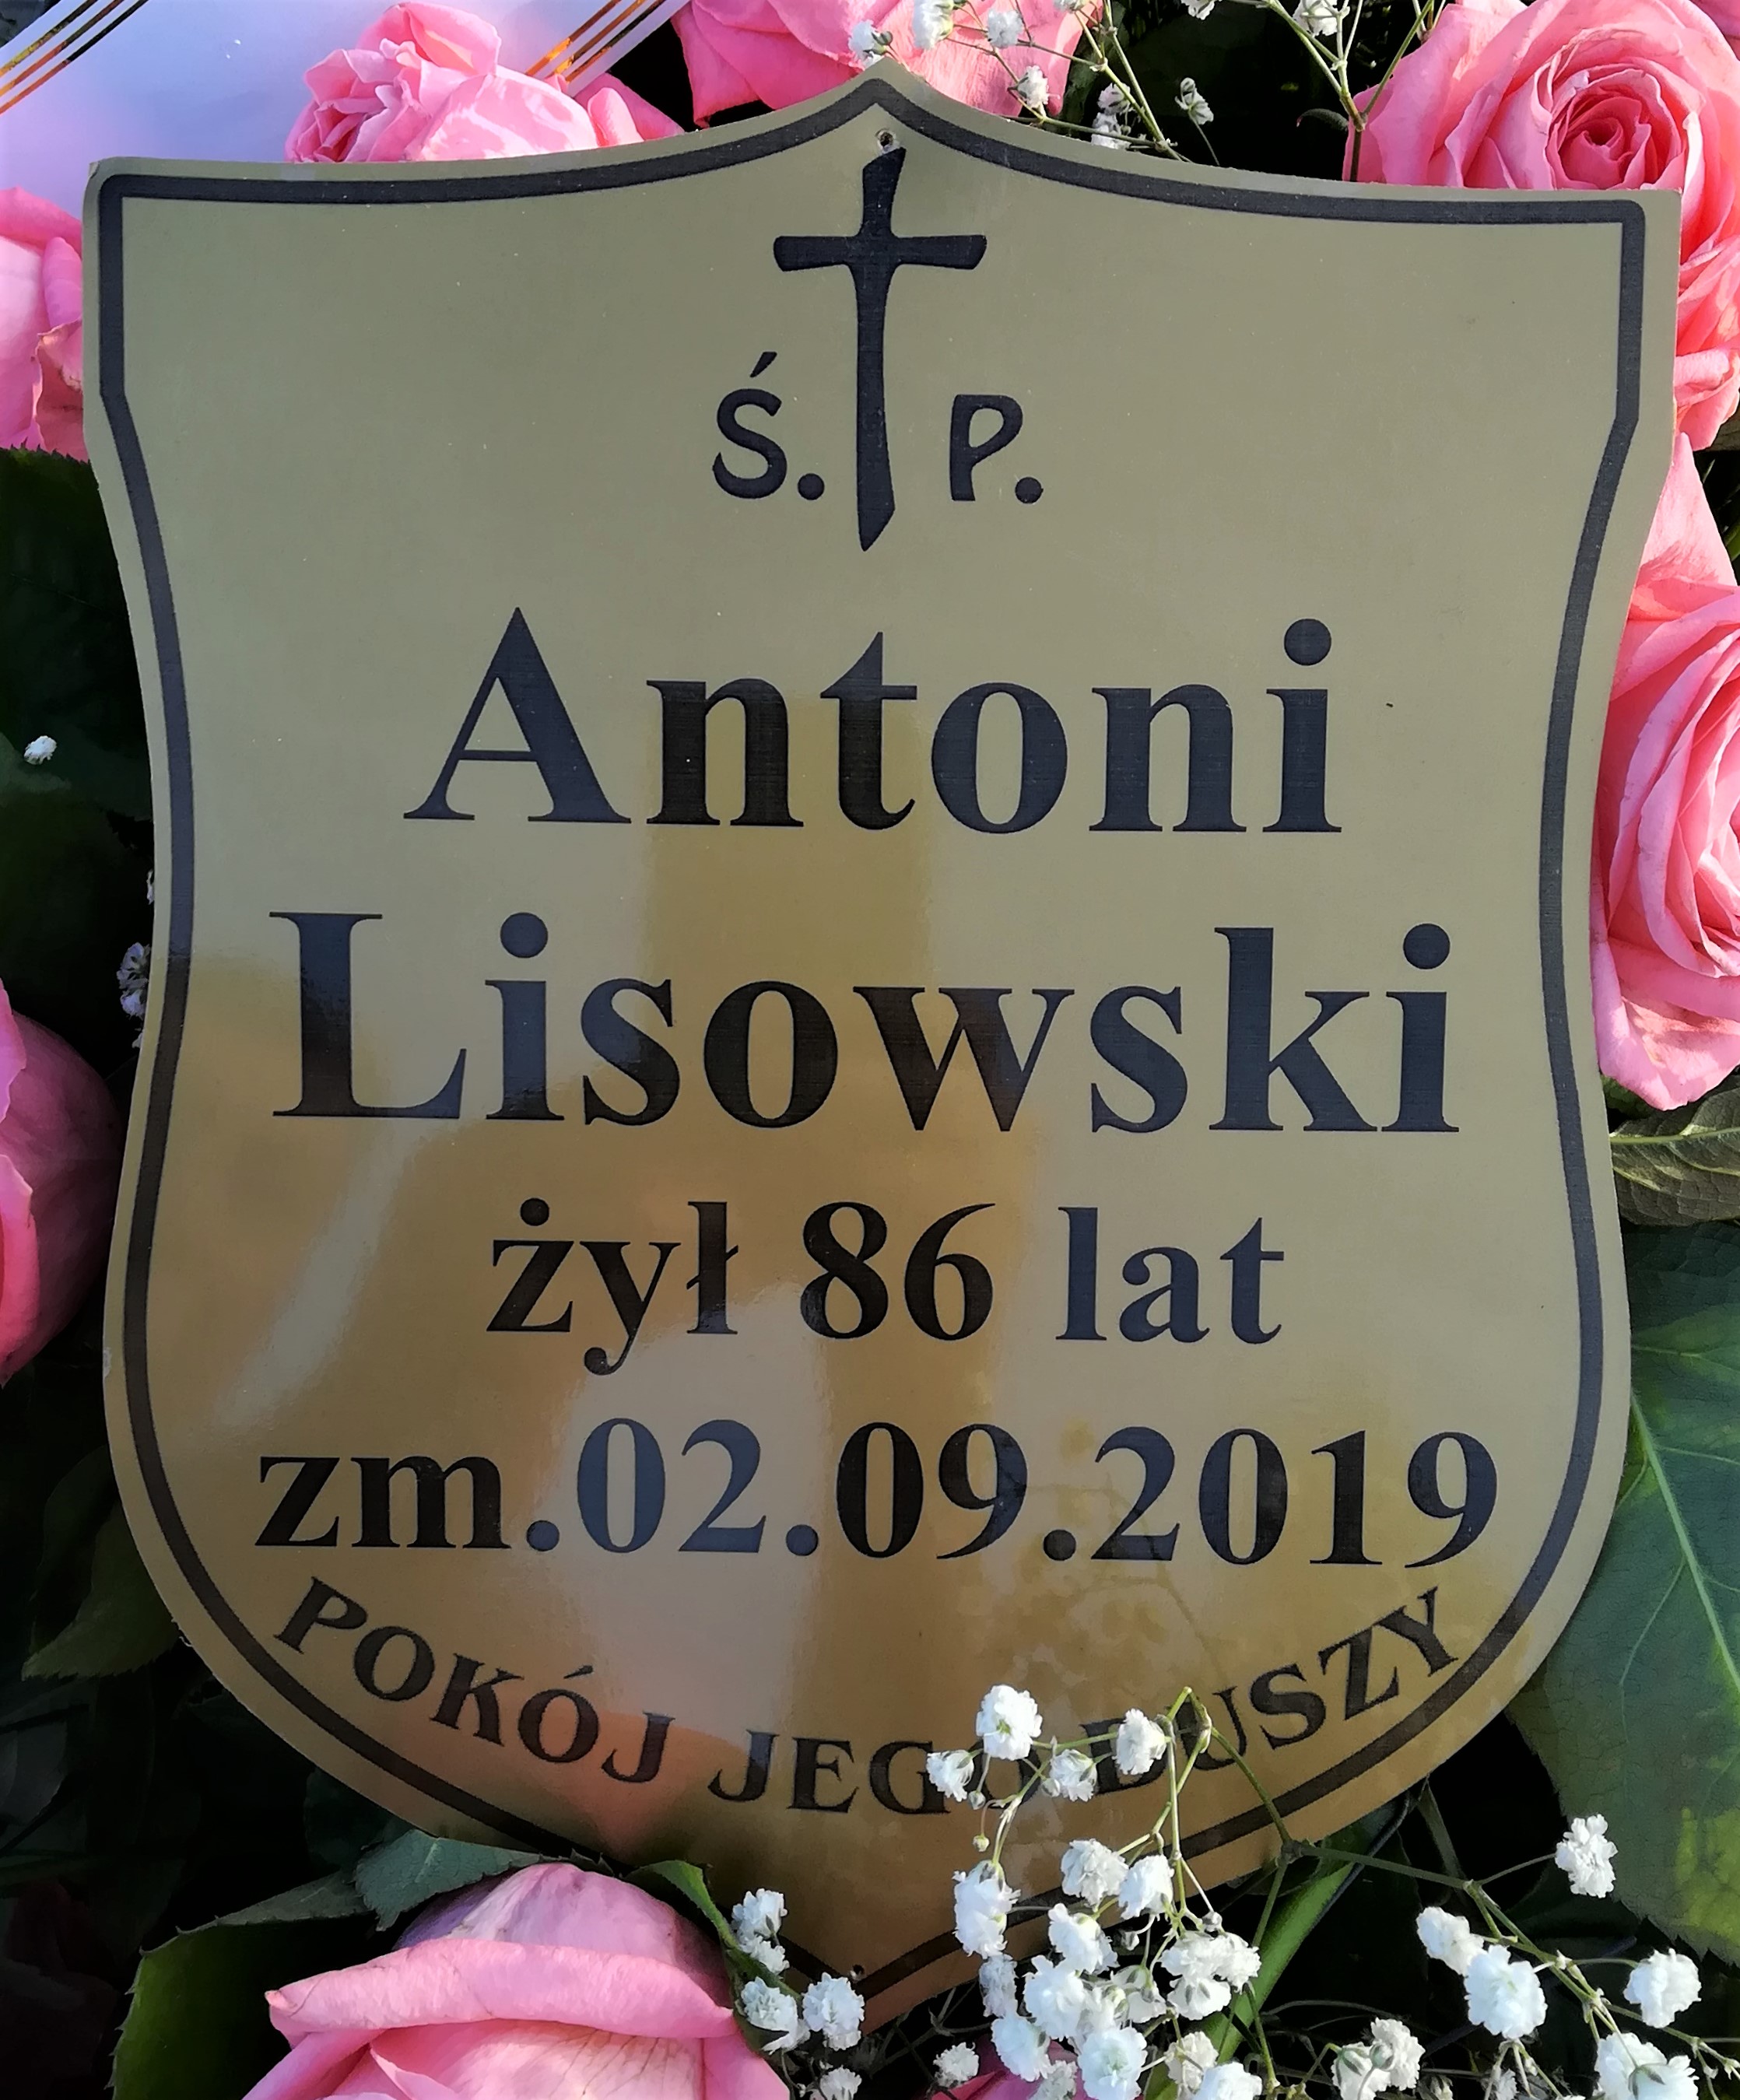 Ś. P.
Antoni
Lisowski
żył 86 lat
zm.02.09.2019
POKÓJ JEGO DUSZY